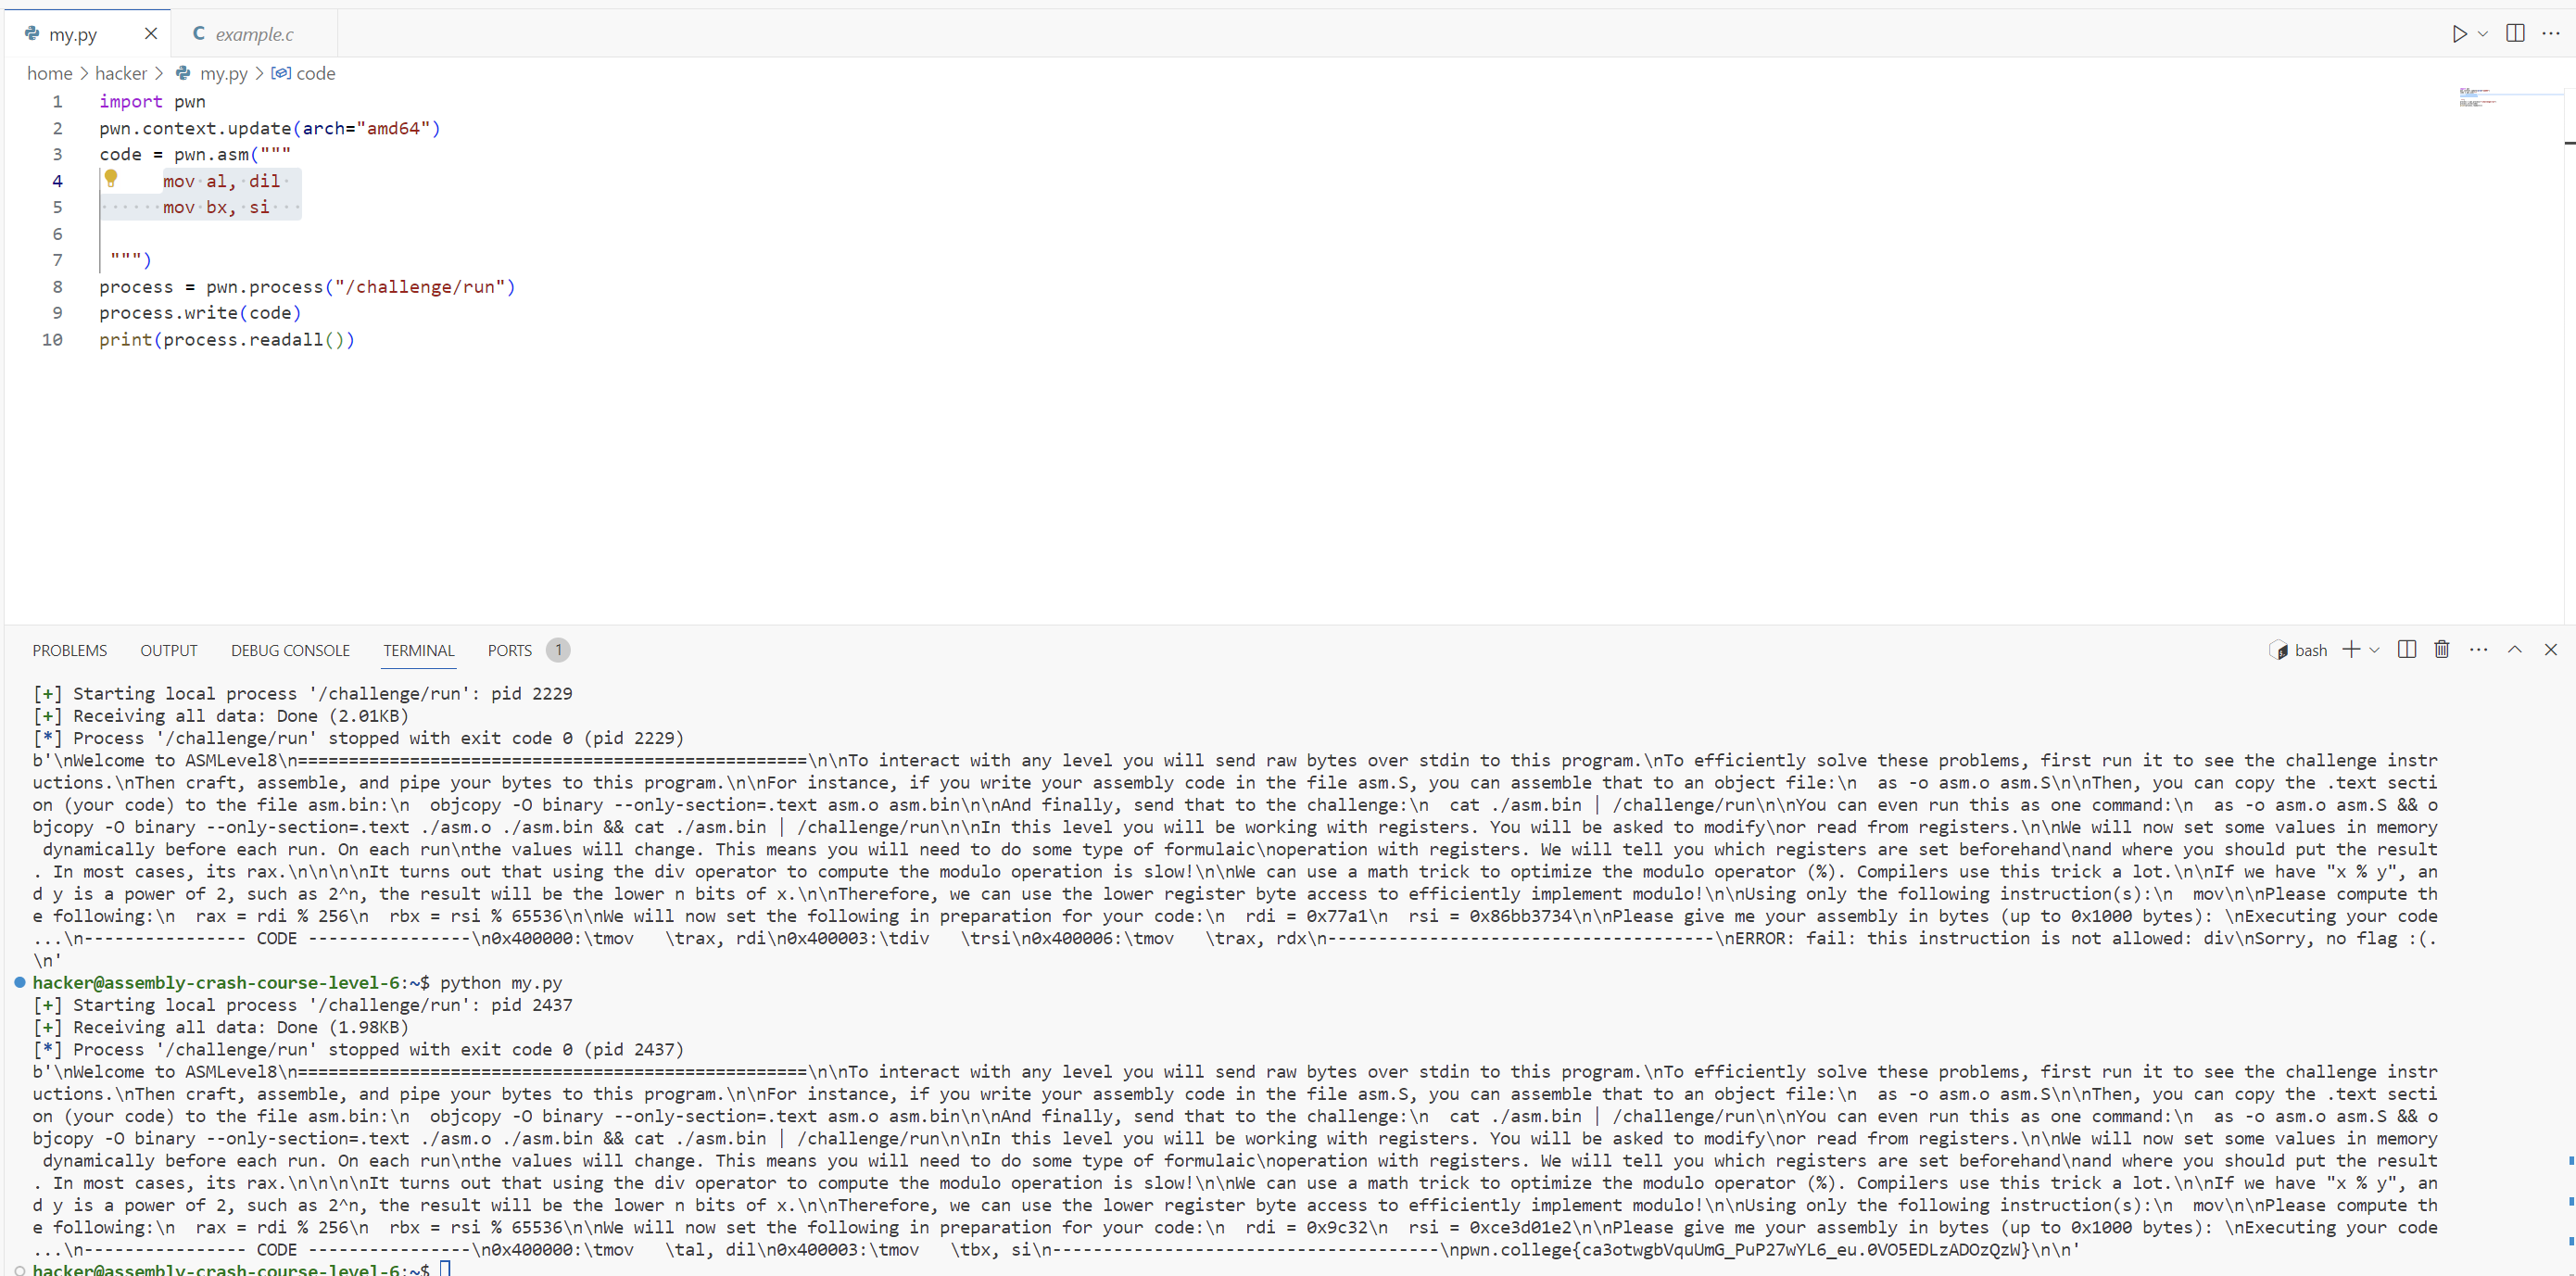 my.py
C example.c
home > hacker > my.py > code
1 import pwn
2 pwn.context.update(arch="amd64")
3 code = pwn.asm("""
4 mov al, dil
5 mov bx, si
6
7 """)
8 process = pwn.process("/challenge/run")
9 process.write(code)
10 print(process.readall())
PROBLEMS OUTPUT DEBUG CONSOLE TERMINAL PORTS 1
bash
[+] Starting local process '/challenge/run': pid 2229
[+] Receiving all data: Done (2.01KB)
[*] Process '/challenge/run' stopped with exit code 0 (pid 2229)
b'\nWelcome to ASMLevel8\n==================================================\n\nTo interact with any level you will send raw bytes over stdin to this program.\nTo efficiently solve these problems, first run it to see the challenge instr
uctions.\nThen craft, assemble, and pipe your bytes to this program.\n\nFor instance, if you write your assembly code in the file asm.S, you can assemble that to an object file:\n  as -o asm.o asm.S\n\nThen, you can copy the .text secti
on (your code) to the file asm.bin:\n  objcopy -O binary --only-section=.text asm.o asm.bin\n\nAnd finally, send that to the challenge:\n  cat ./asm.bin | /challenge/run\n\nYou can even run this as one command:\n  as -o asm.o asm.S && o
bjcopy -O binary --only-section=.text ./asm.o ./asm.bin && cat ./asm.bin | /challenge/run\n\nIn this level you will be working with registers. You will be asked to modify\nor read from registers.\n\nWe will now set some values in memory
 dynamically before each run. On each run\nthe values will change. This means you will need to do some type of formulaic\noperation with registers. We will tell you which registers are set beforehand\nand where you should put the result
. In most cases, its rax.\n\n\n\nIt turns out that using the div operator to compute the modulo operation is slow!\n\nWe can use a math trick to optimize the modulo operator (%). Compilers use this trick a lot.\n\nIf we have "x % y", an
d y is a power of 2, such as 2^n, the result will be the lower n bits of x.\n\nTherefore, we can use the lower register byte access to efficiently implement modulo!\n\nUsing only the following instruction(s):\n  mov\n\nPlease compute th
e following:\n  rax = rdi % 256\n  rbx = rsi % 65536\n\nWe will now set the following in preparation for your code:\n  rdi = 0x77a1\n  rsi = 0x86bb3734\n\nPlease give me your assembly in bytes (up to 0x1000 bytes): \nExecuting your code
...\n---------------- CODE ----------------\n0x400000:\tmov   \trax, rdi\n0x400003:\tdiv   \trsi\n0x400006:\tmov   \trax, rdx\n--------------------------------------\nERROR: fail: this instruction is not allowed: div\nSorry, no flag :(.
\n'
hacker@assembly-crash-course-level-6:~$ python my.py
[+] Starting local process '/challenge/run': pid 2437
[+] Receiving all data: Done (1.98KB)
[*] Process '/challenge/run' stopped with exit code 0 (pid 2437)
b'\nWelcome to ASMLevel8\n==================================================\n\nTo interact with any level you will send raw bytes over stdin to this program.\nTo efficiently solve these problems, first run it to see the challenge instr
uctions.\nThen craft, assemble, and pipe your bytes to this program.\n\nFor instance, if you write your assembly code in the file asm.S, you can assemble that to an object file:\n  as -o asm.o asm.S\n\nThen, you can copy the .text secti
on (your code) to the file asm.bin:\n  objcopy -O binary --only-section=.text asm.o asm.bin\n\nAnd finally, send that to the challenge:\n  cat ./asm.bin | /challenge/run\n\nYou can even run this as one command:\n  as -o asm.o asm.S && o
bjcopy -O binary --only-section=.text ./asm.o ./asm.bin && cat ./asm.bin | /challenge/run\n\nIn this level you will be working with registers. You will be asked to modify\nor read from registers.\n\nWe will now set some values in memory
 dynamically before each run. On each run\nthe values will change. This means you will need to do some type of formulaic\noperation with registers. We will tell you which registers are set beforehand\nand where you should put the result
. In most cases, its rax.\n\n\n\nIt turns out that using the div operator to compute the modulo operation is slow!\n\nWe can use a math trick to optimize the modulo operator (%). Compilers use this trick a lot.\n\nIf we have "x % y", an
d y is a power of 2, such as 2^n, the result will be the lower n bits of x.\n\nTherefore, we can use the lower register byte access to efficiently implement modulo!\n\nUsing only the following instruction(s):\n  mov\n\nPlease compute th
e following:\n  rax = rdi % 256\n  rbx = rsi % 65536\n\nWe will now set the following in preparation for your code:\n  rdi = 0x9c32\n  rsi = 0xce3d01e2\n\nPlease give me your assembly in bytes (up to 0x1000 bytes): \nExecuting your code
...\n---------------- CODE ----------------\n0x400000:\tmov   \tal, dil\n0x400003:\tmov   \tbx, si\n--------------------------------------\npwn.college{ca3otwgbVquUmG_PuP27wYL6_eu.0VO5EDLzADOzQzW}\n\n'
hacker@assembly-crash-course-level-6:~$